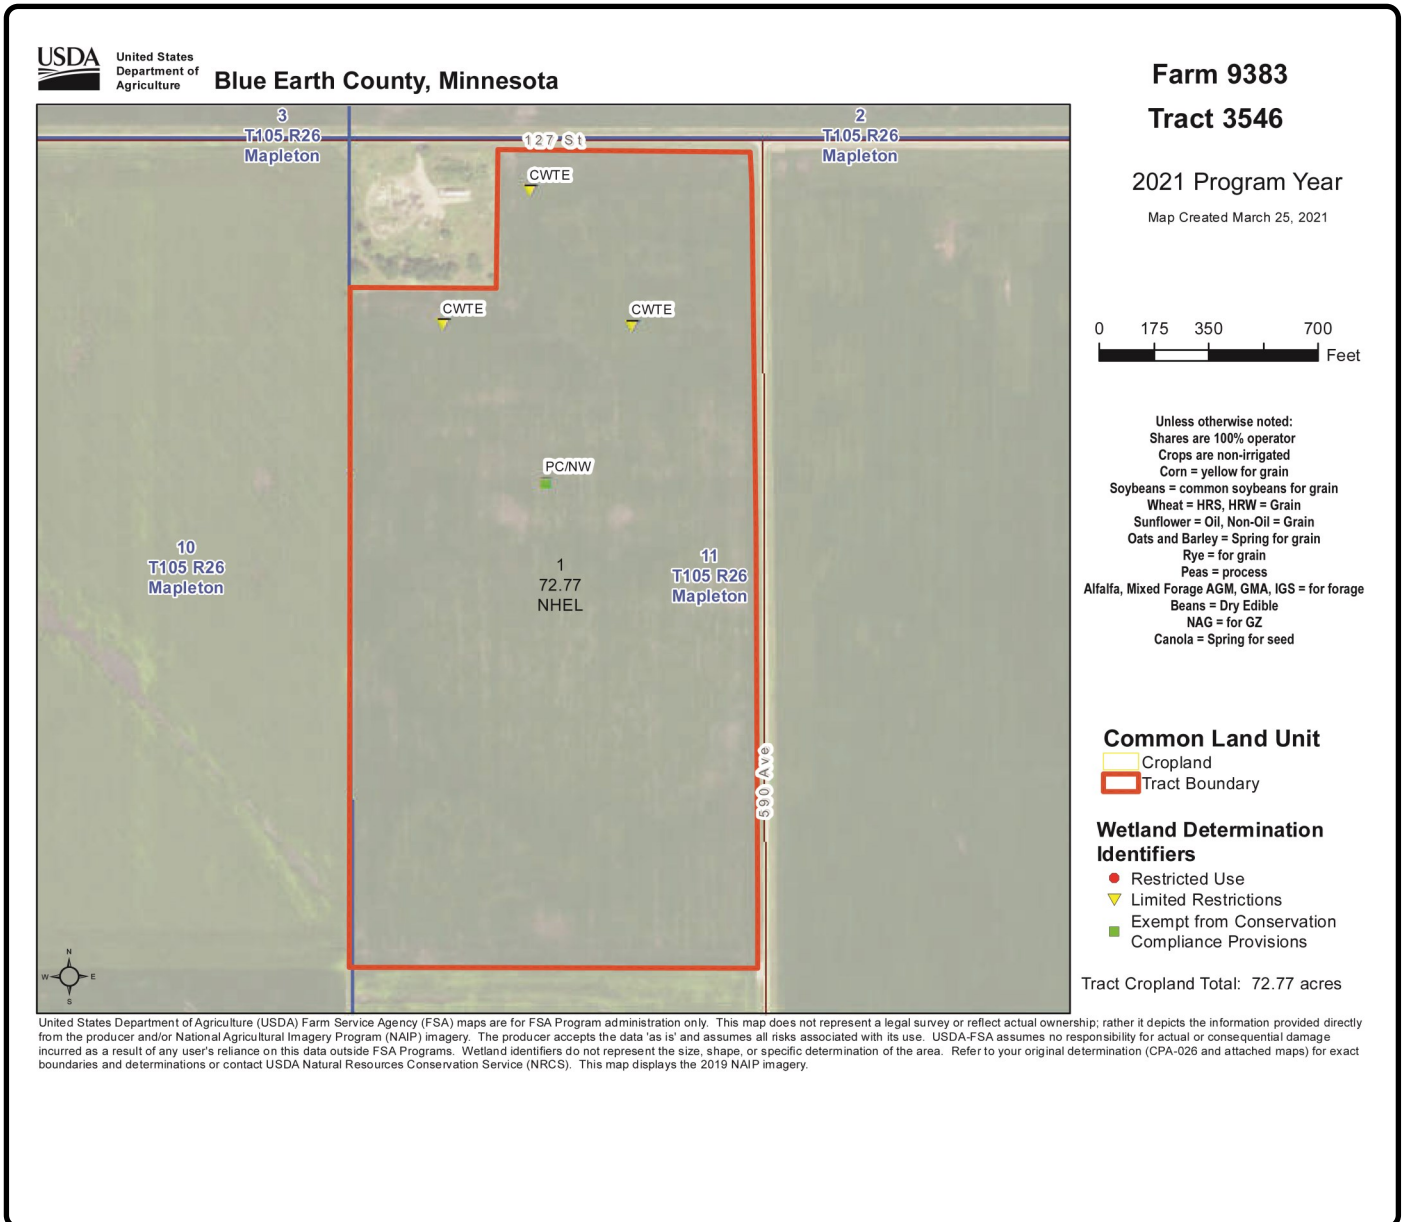 USDA
United States
Department of
Agriculture
Blue Earth County, Minnesota
Farm 9383
Tract 3546
2021 Program Year
Map Created March 25, 2021
3
T105 R26
Mapleton
127 St
2
T105 R26
Mapleton
CWTE
CWTE
CWTE
PC/NW
1
72.77
NHEL
10
T105 R26
Mapleton
11
T105 R26
Mapleton
590 Ave
N
W E
S
0 175 350 700
Feet
Unless otherwise noted:
Shares are 100% operator
Crops are non-irrigated
Corn = yellow for grain
Soybeans = common soybeans for grain
Wheat = HRS, HRW = Grain
Sunflower = Oil, Non-Oil = Grain
Oats and Barley = Spring for grain
Rye = for grain
Peas = process
Alfalfa, Mixed Forage AGM, GMA, IGS = for forage
Beans = Dry Edible
NAG = for GZ
Canola = Spring for seed
Common Land Unit
Cropland
Tract Boundary
Wetland Determination
Identifiers
Restricted Use
Limited Restrictions
Exempt from Conservation
Compliance Provisions
Tract Cropland Total: 72.77 acres
United States Department of Agriculture (USDA) Farm Service Agency (FSA) maps are for FSA Program administration only. This map does not represent a legal survey or reflect actual ownership; rather it depicts the information provided directly
from the producer and/or National Agricultural Imagery Program (NAIP) imagery. The producer accepts the data 'as is' and assumes all risks associated with its use. USDA-FSA assumes no responsibility for actual or consequential damage
incurred as a result of any user's reliance on this data outside FSA Programs. Wetland identifiers do not represent the size, shape, or specific determination of the area. Refer to your original determination (CPA-026 and attached maps) for exact
boundaries and determinations or contact USDA Natural Resources Conservation Service (NRCS). This map displays the 2019 NAIP imagery.